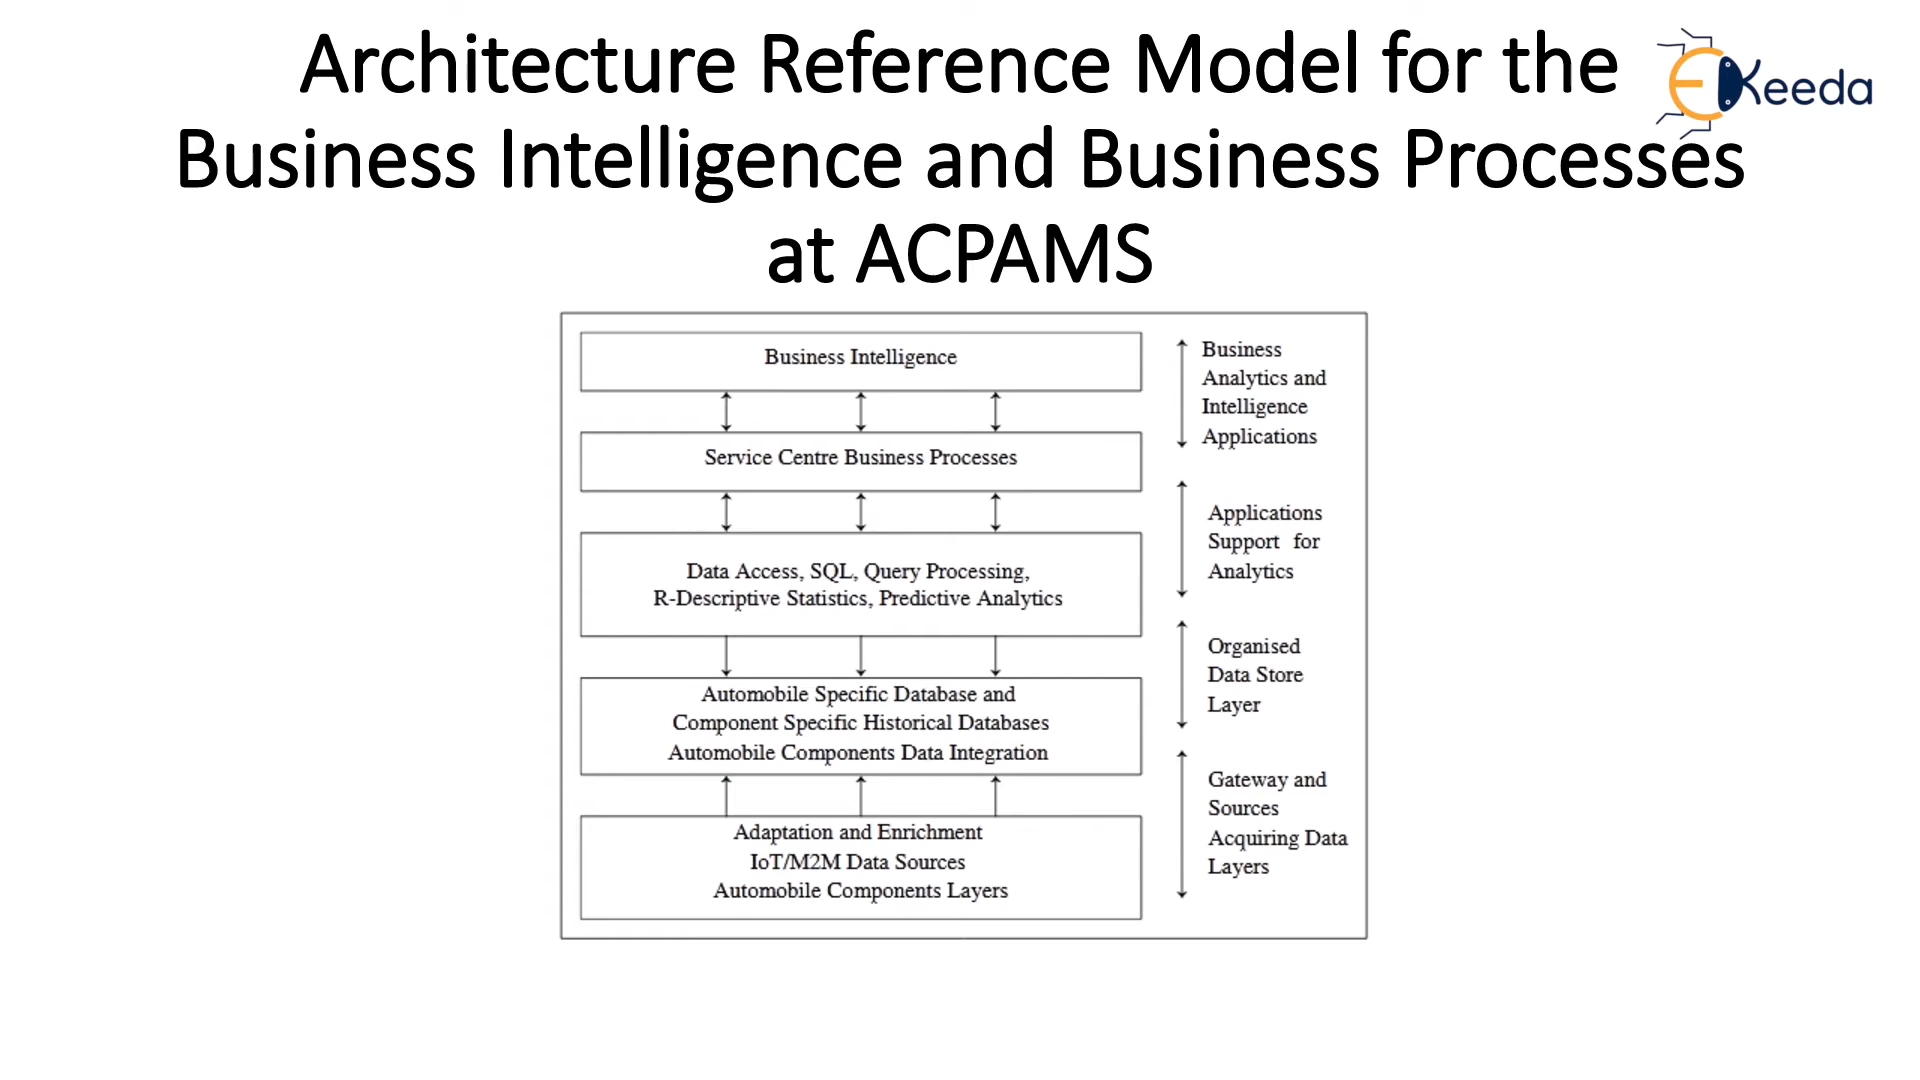 Architecture Reference Model for the
Business Intelligence and Business Processes
at ACPAMS
EKeeda
Business Intelligence
Service Centre Business Processes
Data Access, SQL, Query Processing,
R-Descriptive Statistics, Predictive Analytics
Automobile Specific Database and
Component Specific Historical Databases
Automobile Components Data Integration
Adaptation and Enrichment
IoT/M2M Data Sources
Automobile Components Layers
Business
Analytics and
Intelligence
Applications
Applications
Support for
Analytics
Organised
Data Store
Layer
Gateway and
Sources
Acquiring Data
Layers